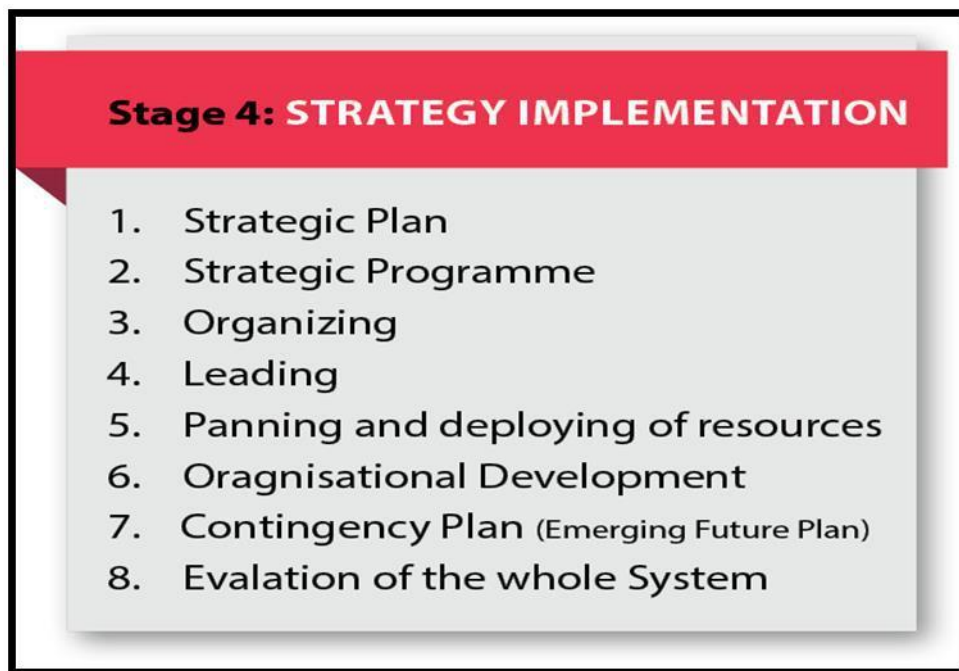 Stage 4: STRATEGY IMPLEMENTATION
1. Strategic Plan
2. Strategic Programme
3. Organizing
4. Leading
5. Panning and deploying of resources
6. Oragnisational Development
7. Contingency Plan (Emerging Future Plan)
8. Evalation of the whole System